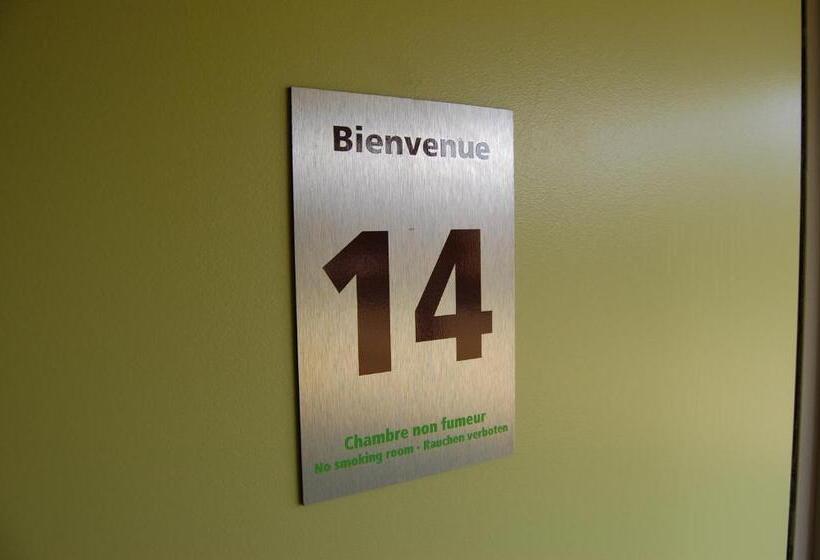 Bienvenue
14
Chambre non fumeur
No smoking room · Rauchen verboten